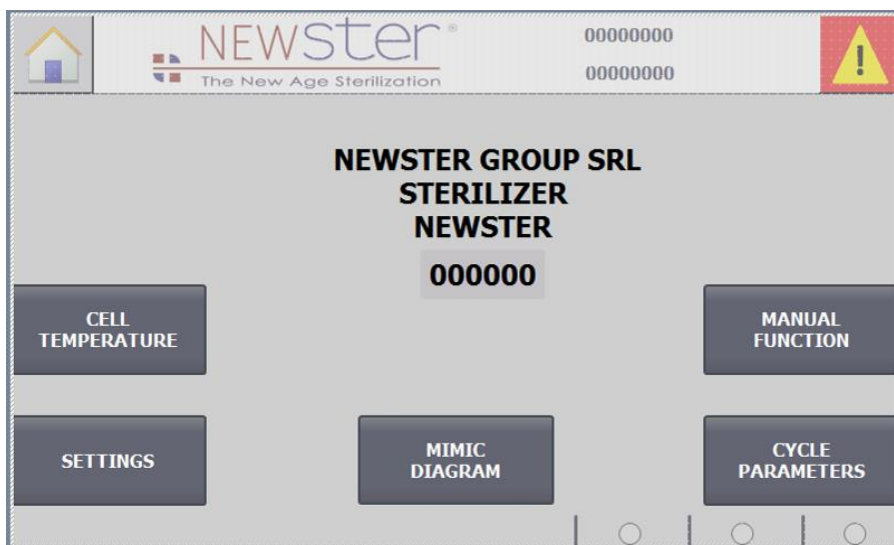 NEWSter®
The New Age Sterilization
00000000
00000000
NEWSTER GROUP SRL
STERILIZER
NEWSTER
000000
CELL
TEMPERATURE
MANUAL
FUNCTION
SETTINGS
MIMIC
DIAGRAM
CYCLE
PARAMETERS